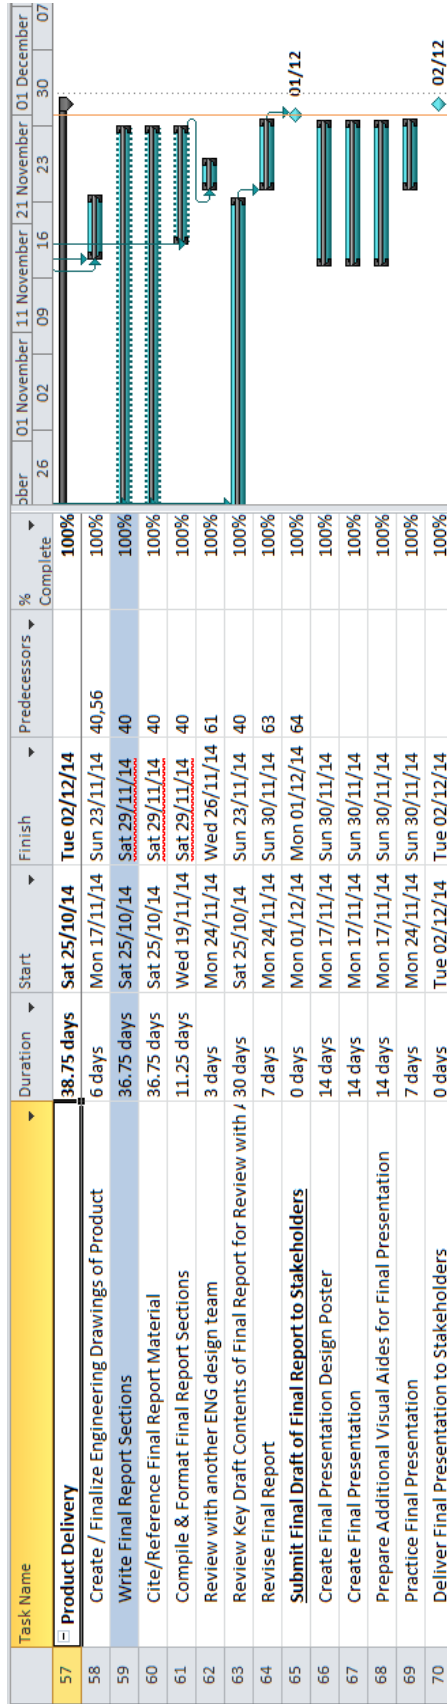 Task Name Duration Start Finish Predecessors % Complete
ober 01 November 11 November 21 November 01 December
26 02 09 16 23 30 07
57 Product Delivery 38.75 days Sat 25/10/14 Tue 02/12/14 100%
58 Create / Finalize Engineering Drawings of Product 6 days Mon 17/11/14 Sun 23/11/14 40,56 100%
59 Write Final Report Sections 36.75 days Sat 25/10/14 Sat 29/11/14 40 100%
60 Cite/Reference Final Report Material 36.75 days Sat 25/10/14 Sat 29/11/14 40 100%
61 Compile & Format Final Report Sections 11.25 days Wed 19/11/14 Sat 29/11/14 40 100%
62 Review with another ENG design team 3 days Mon 24/11/14 Wed 26/11/14 61 100%
63 Review Key Draft Contents of Final Report for Review with 30 days Sat 25/10/14 Sun 23/11/14 40 100%
64 Revise Final Report 7 days Mon 24/11/14 Sun 30/11/14 63 100%
65 Submit Final Draft of Final Report to Stakeholders 0 days Mon 01/12/14 Mon 01/12/14 64 100% 01/12
66 Create Final Presentation Design Poster 14 days Mon 17/11/14 Sun 30/11/14 100%
67 Create Final Presentation 14 days Mon 17/11/14 Sun 30/11/14 100%
68 Prepare Additional Visual Aides for Final Presentation 14 days Mon 17/11/14 Sun 30/11/14 100%
69 Practice Final Presentation 7 days Mon 24/11/14 Sun 30/11/14 100%
70 Deliver Final Presentation to Stakeholders 0 days Tue 02/12/14 Tue 02/12/14 100% 02/12